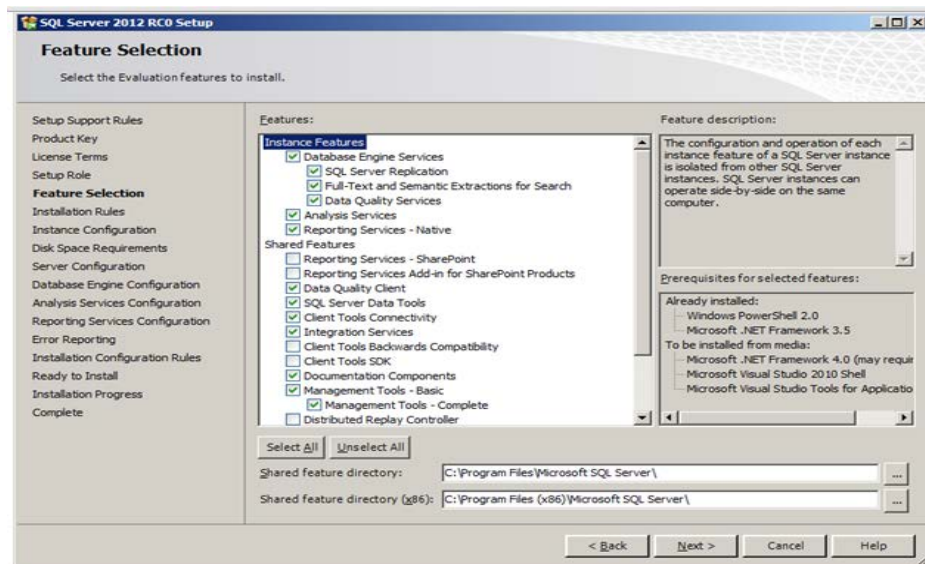 SQL Server 2012 RC0 Setup
Feature Selection
Select the Evaluation features to install.
Setup Support Rules
Product Key
License Terms
Setup Role
Feature Selection
Installation Rules
Instance Configuration
Disk Space Requirements
Server Configuration
Database Engine Configuration
Analysis Services Configuration
Reporting Services Configuration
Error Reporting
Installation Configuration Rules
Ready to Install
Installation Progress
Complete
Features:
Instance Features
Database Engine Services
SQL Server Replication
Full-Text and Semantic Extractions for Search
Data Quality Services
Analysis Services
Reporting Services - Native
Shared Features
Reporting Services - SharePoint
Reporting Services Add-in for SharePoint Products
Data Quality Client
SQL Server Data Tools
Client Tools Connectivity
Integration Services
Client Tools Backwards Compatibility
Client Tools SDK
Documentation Components
Management Tools - Basic
Management Tools - Complete
Distributed Replay Controller
Feature description:
The configuration and operation of each
instance feature of a SQL Server instance
is isolated from other SQL Server
instances. SQL Server instances can
operate side-by-side on the same
computer.
Prerequisites for selected features:
Already installed:
Windows PowerShell 2.0
Microsoft .NET Framework 3.5
To be installed from media:
Microsoft .NET Framework 4.0 (may requir
Microsoft Visual Studio 2010 Shell
Microsoft Visual Studio Tools for Applicatio
Select All
Unselect All
Shared feature directory:
C:\Program Files\Microsoft SQL Server\
...
Shared feature directory (x86):
C:\Program Files (x86)\Microsoft SQL Server\
...
< Back
Next >
Cancel
Help